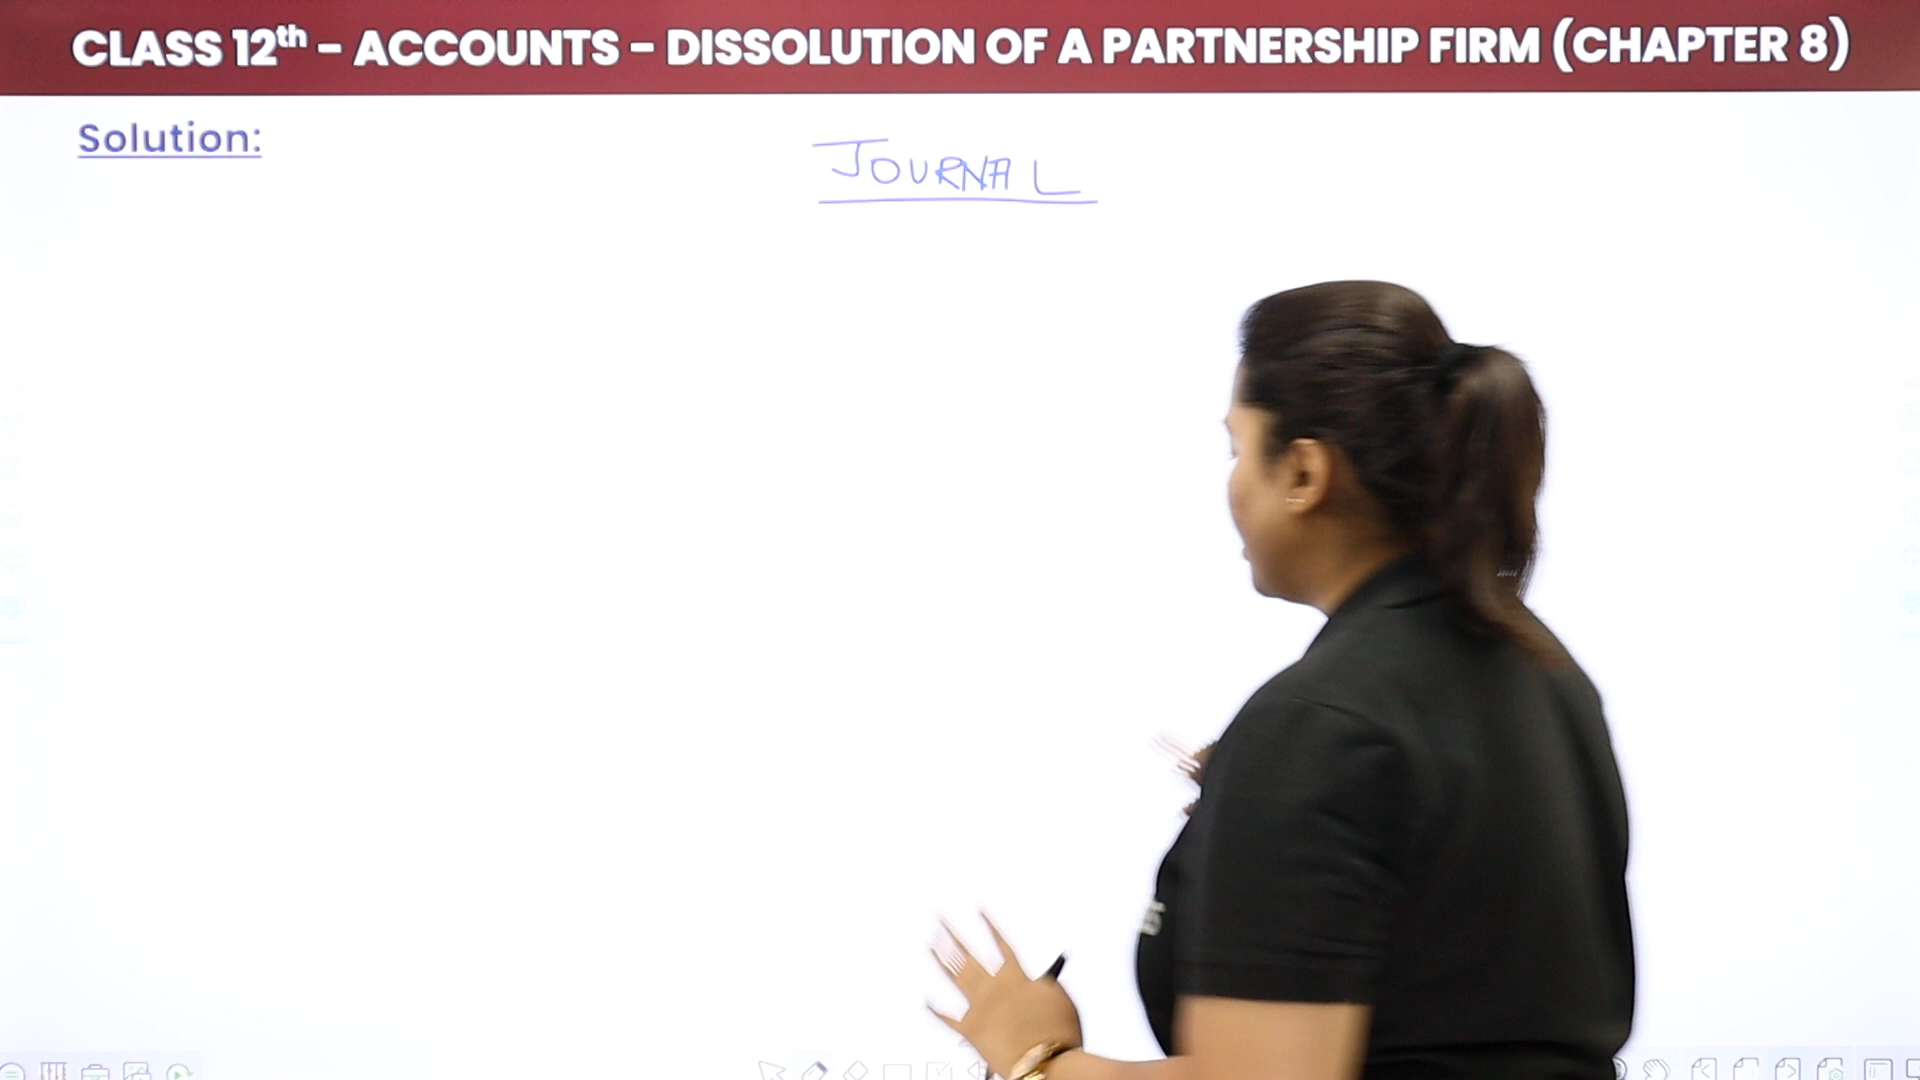 CLASS 12th - ACCOUNTS - DISSOLUTION OF A PARTNERSHIP FIRM (CHAPTER 8)
Solution:
JOURNAL